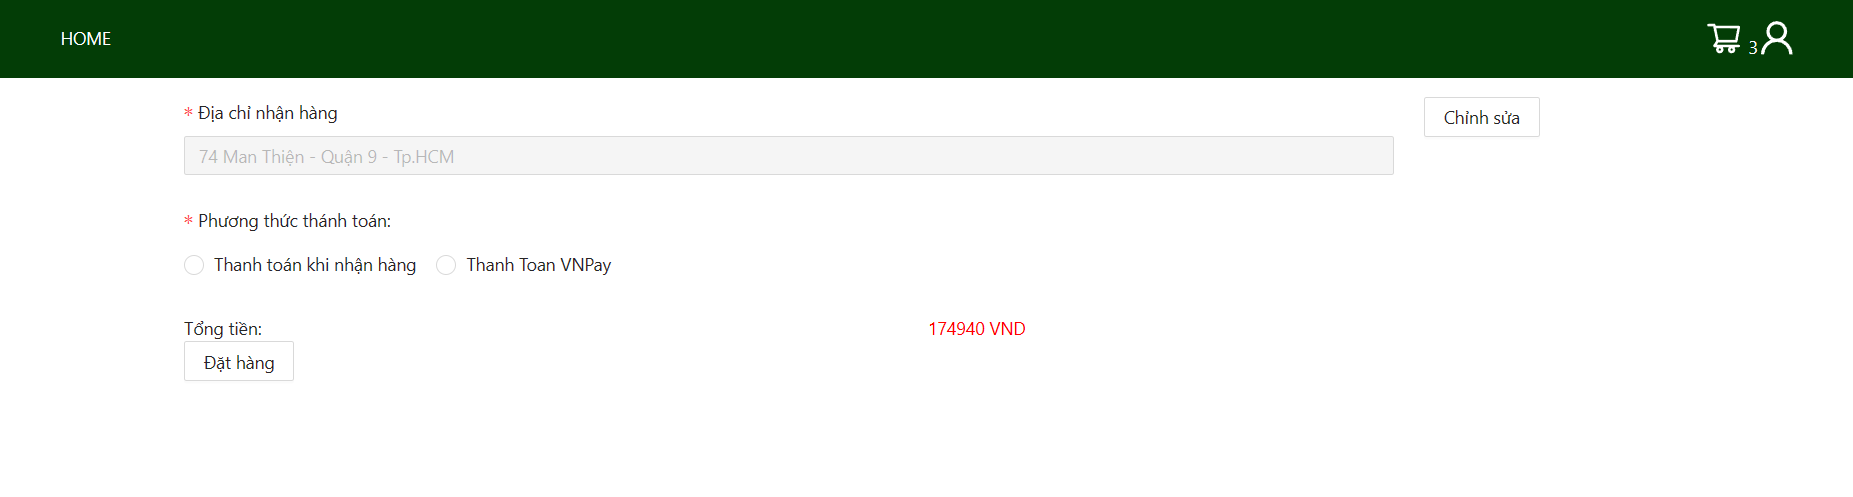 HOME
3
* Địa chỉ nhận hàng
Chỉnh sửa
74 Man Thiện - Quận 9 - Tp.HCM
* Phương thức thánh toán:
Thanh toán khi nhận hàng
Thanh Toan VNPay
Tổng tiền:
174940 VND
Đặt hàng